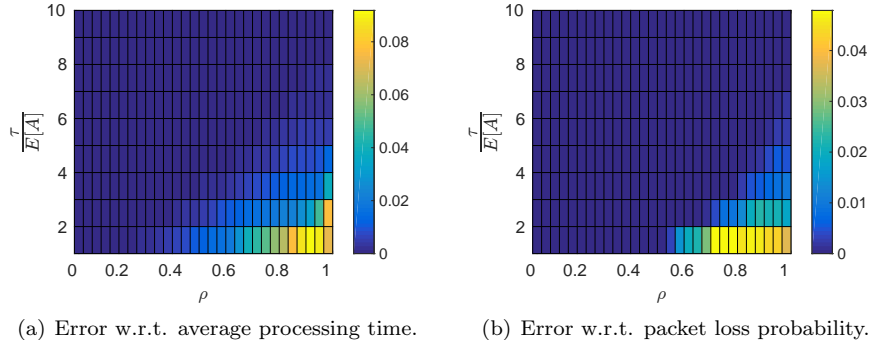 10
8
6
4
2
τ
E[A]
0 0.2 0.4 0.6 0.8 1
ρ
0.08
0.06
0.04
0.02
0
(a) Error w.r.t. average processing time.
10
8
6
4
2
τ
E[A]
0 0.2 0.4 0.6 0.8 1
ρ
0.04
0.03
0.02
0.01
0
(b) Error w.r.t. packet loss probability.